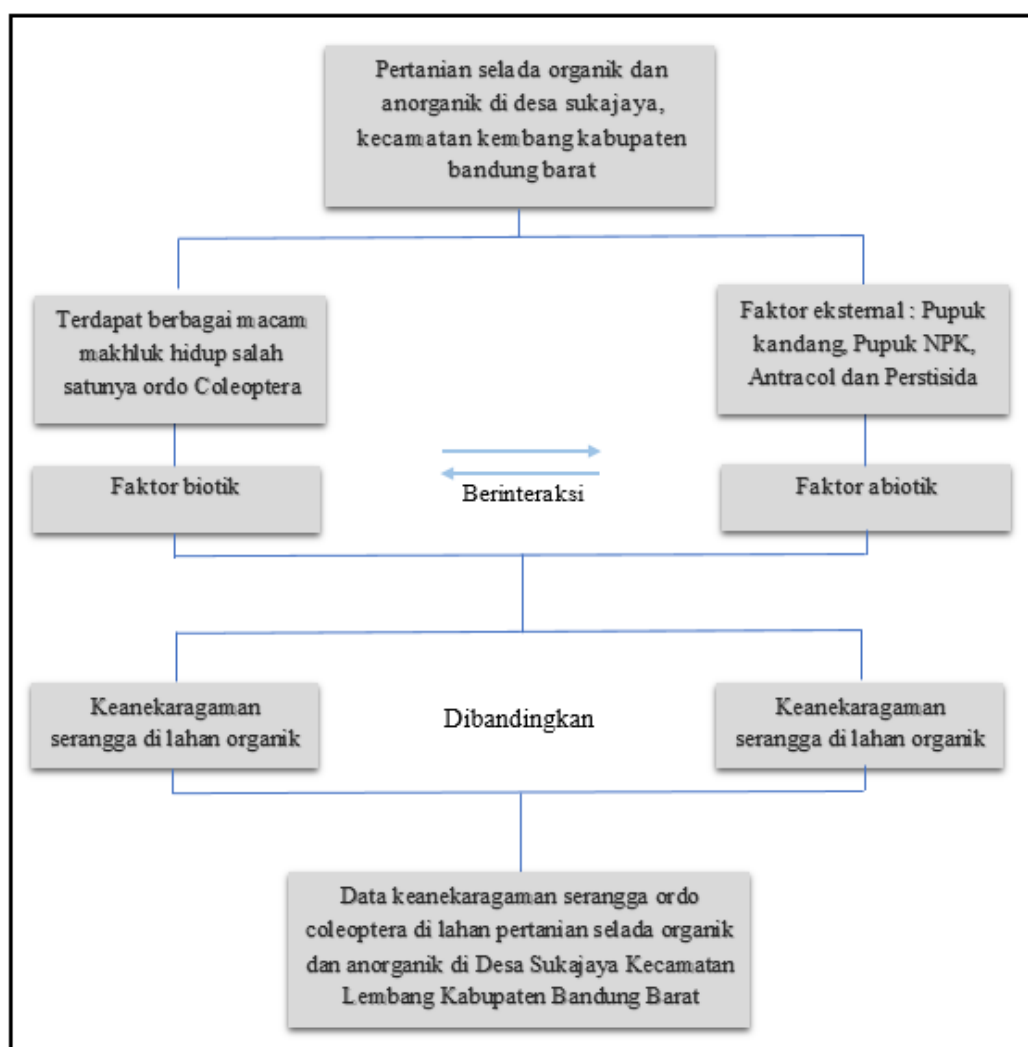 Pertanian selada organik dan
anorganik di desa sukajaya,
kecamatan kembang kabupaten
bandung barat
Terdapat berbagai macam
makhluk hidup salah
satunya ordo Coleoptera
Faktor eksternal : Pupuk
kandang, Pupuk NPK,
Antracol dan Perstisida
Faktor biotik
Berinteraksi
Faktor abiotik
Keanekaragaman
serangga di lahan organik
Dibandingkan
Keanekaragaman
serangga di lahan organik
Data keanekaragaman serangga ordo
coleoptera di lahan pertanian selada organik
dan anorganik di Desa Sukajaya Kecamatan
Lembang Kabupaten Bandung Barat